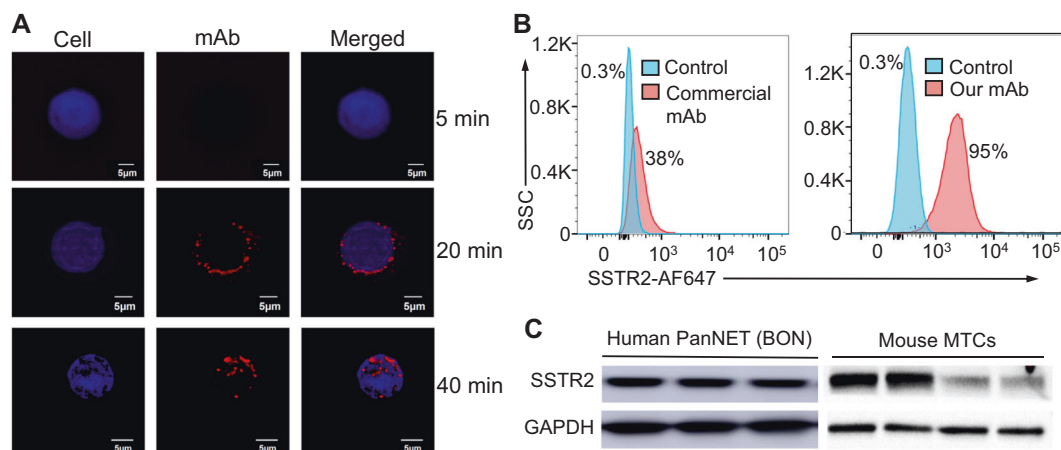 A
Cell mAb Merged
5 min
5μm 5μm 5μm
20 min
5μm 5μm 5μm
40 min
5μm 5μm 5μm
B
SSC
1.2K
0.8K
0.4K
0
0.3%
Control
Commercial
mAb
38%
0 10³ 10⁴ 10⁵
1.2K
0.8K
0.4K
0
0.3%
Control
Our mAb
95%
0 10³ 10⁴ 10⁵
SSTR2-AF647
C
Human PanNET (BON) Mouse MTCs
SSTR2
GAPDH